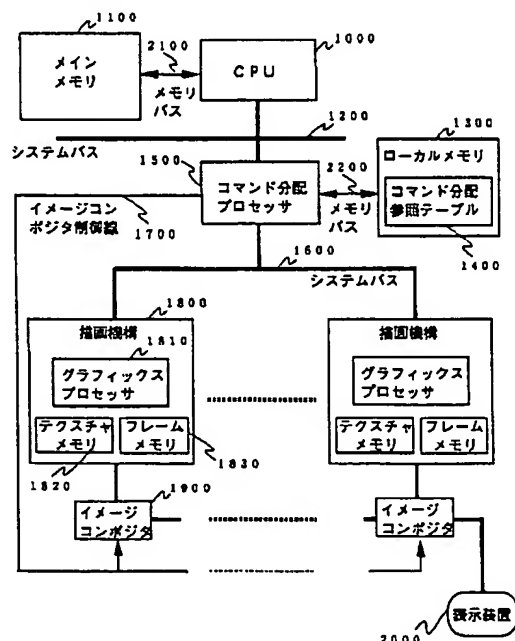 1100
メイン
メモリ
2100
メモリ
バス
1000
CPU
1200
システムバス
1500
コマンド分配
プロセッサ
2200
メモリ
バス
1300
ローカルメモリ
コマンド分配
参照テーブル
1400
イメージコン
ポジタ制御線
1700
1600
システムバス
1800
描画機構
1810
グラフィックス
プロセッサ
テクスチャ
メモリ
フレーム
メモリ
1820
1830
描画機構
グラフィックス
プロセッサ
テクスチャ
メモリ
フレーム
メモリ
1900
イメージ
コンポジタ
イメージ
コンポジタ
表示装置
2000